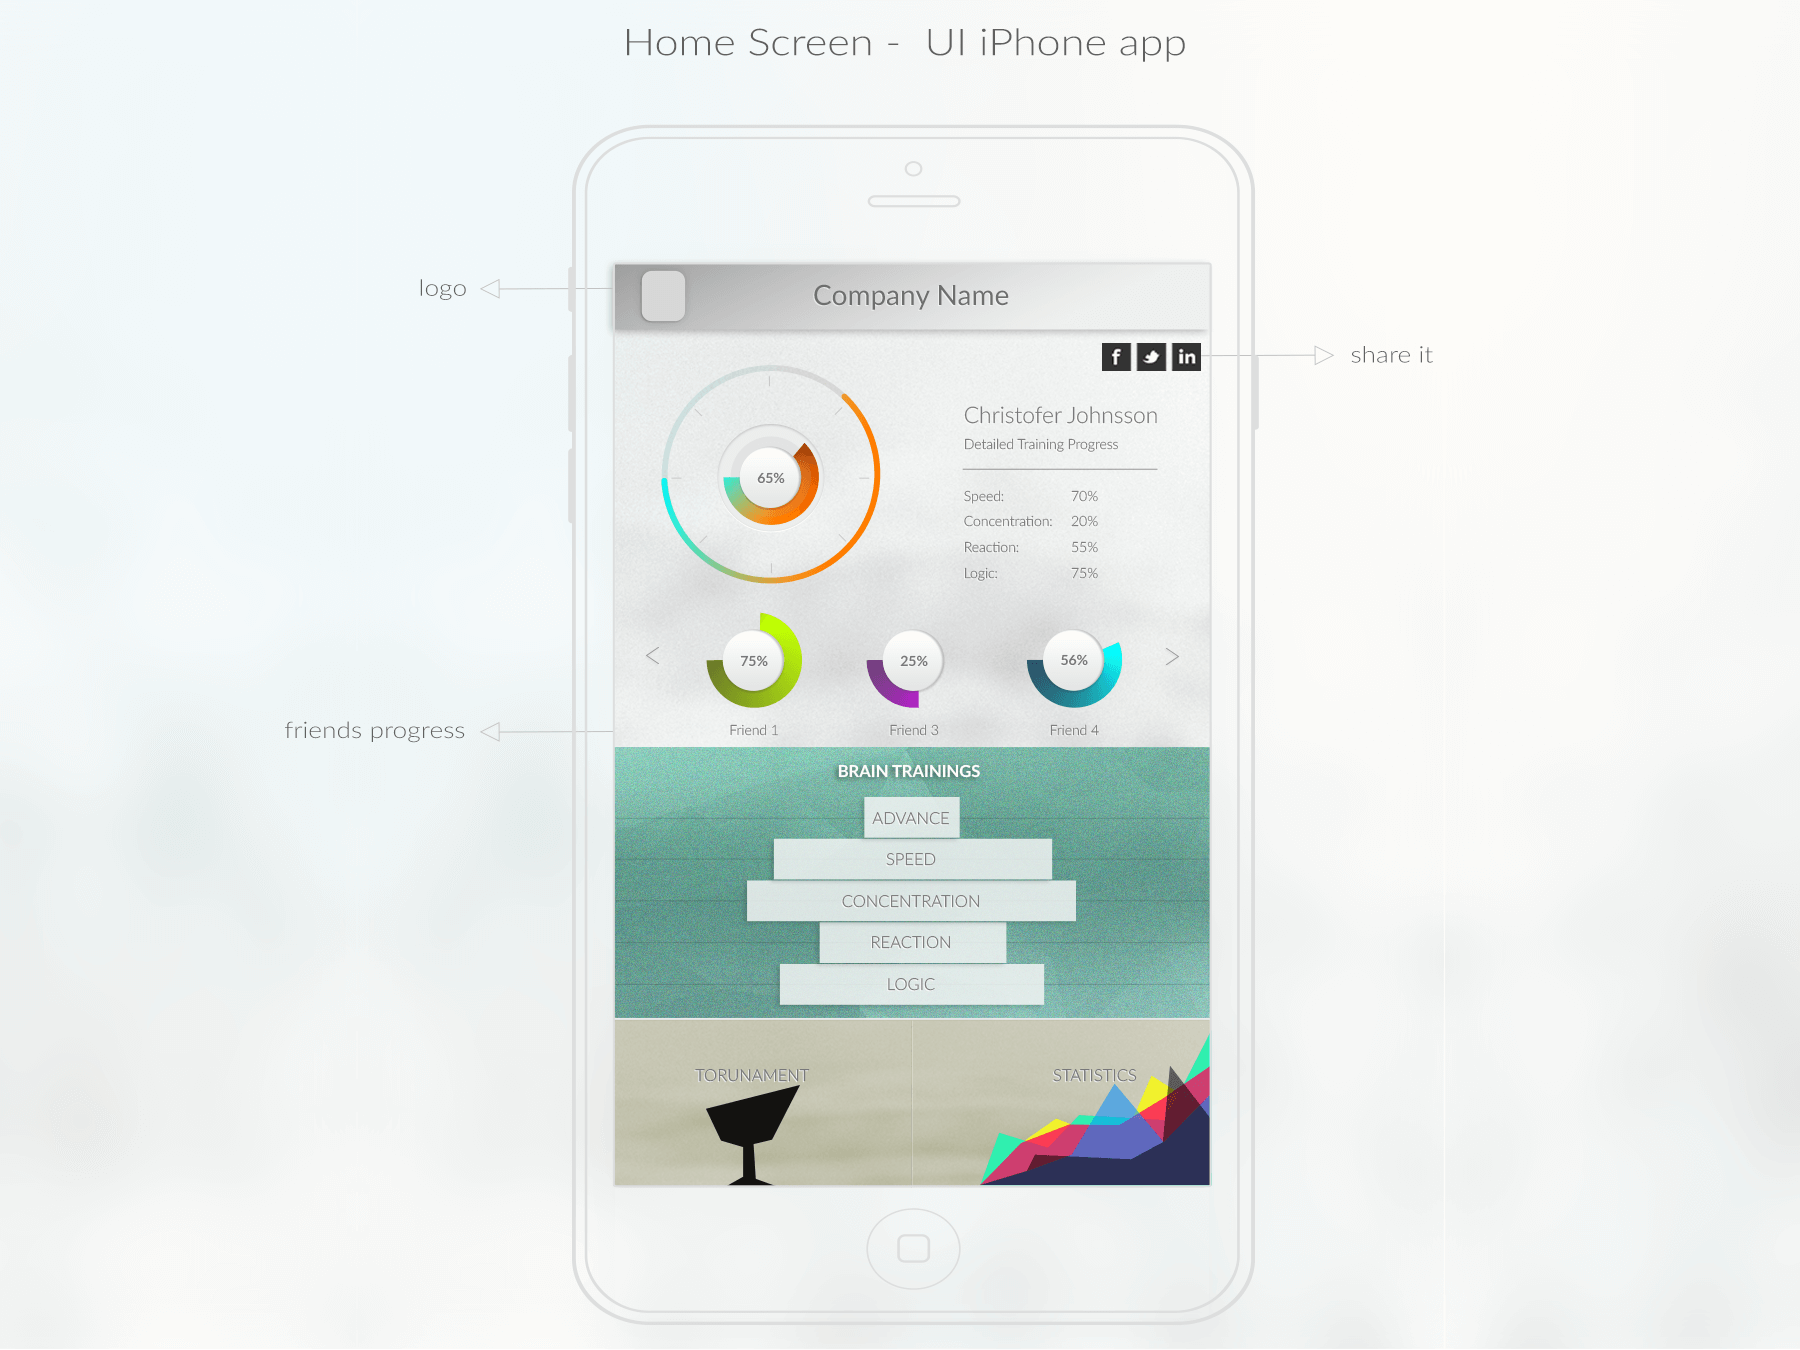 Home Screen - UI iPhone app
logo
Company Name
f in
share it
Christofer Johnsson
Detailed Training Progress
65%
Speed: 70%
Concentration: 20%
Reaction: 55%
Logic: 75%
< 75% 25% 56% >
Friend 1 Friend 3 Friend 4
friends progress
BRAIN TRAININGS
ADVANCE
SPEED
CONCENTRATION
REACTION
LOGIC
TORUNAMENT STATISTICS